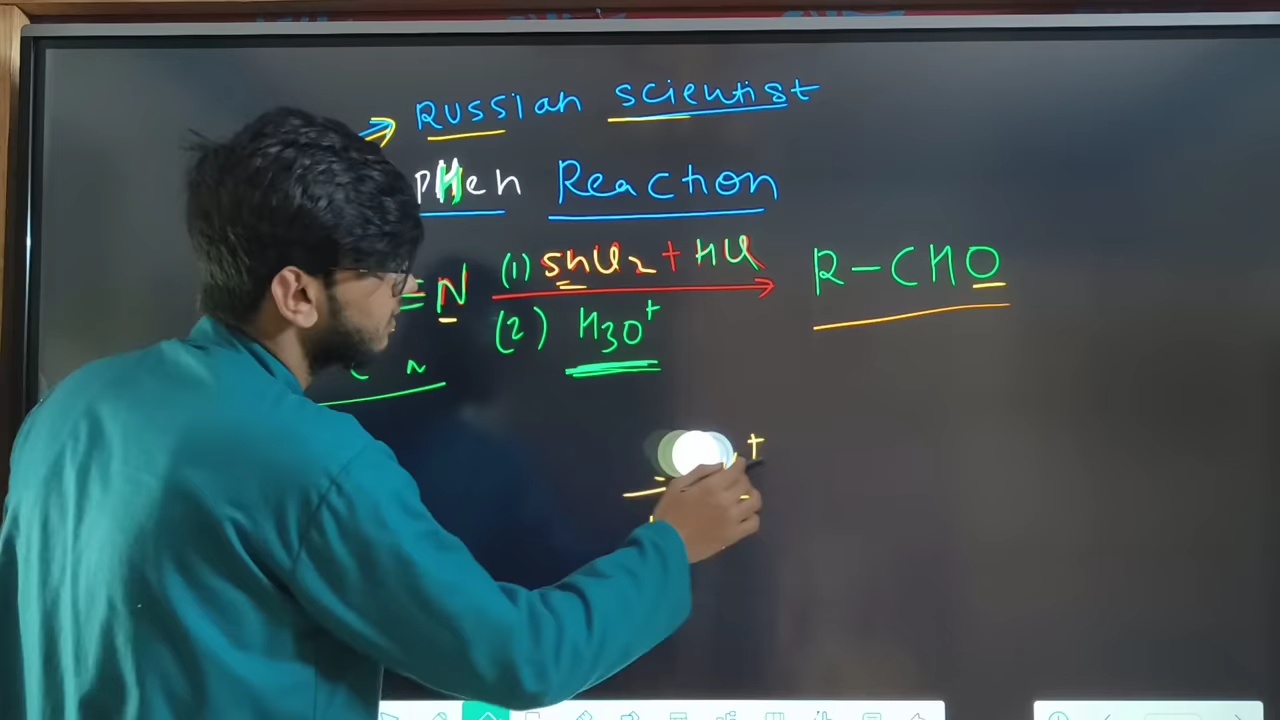 ⇒ Russian scientist
pHen Reaction
≡N (1) SnCl2 + HCl R-CHO
(2) H3O+
+